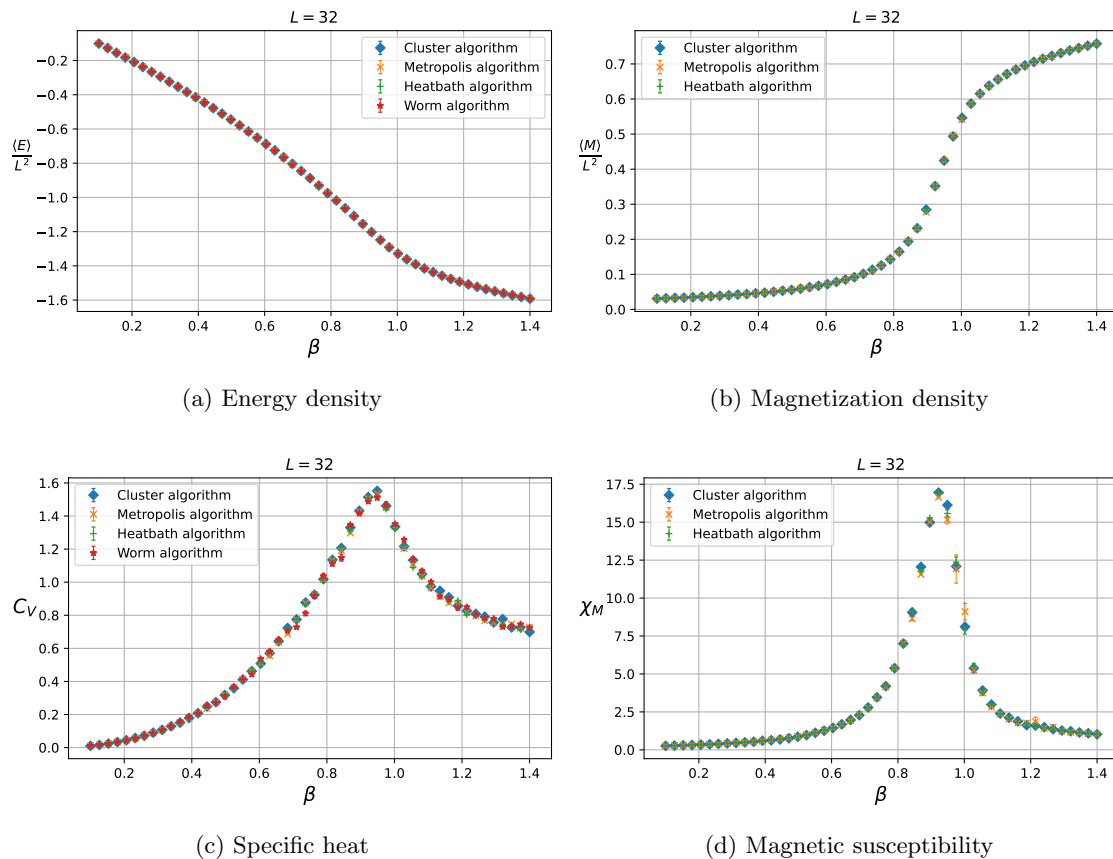 L = 32
−0.2
−0.4
−0.6
−0.8
−1.0
−1.2
−1.4
−1.6
⟨E⟩
L²
Cluster algorithm
Metropolis algorithm
Heatbath algorithm
Worm algorithm
0.2 0.4 0.6 0.8 1.0 1.2 1.4
β
(a) Energy density
L = 32
0.7
0.6
0.5
0.4
0.3
0.2
0.1
0.0
⟨M⟩
L²
Cluster algorithm
Metropolis algorithm
Heatbath algorithm
0.2 0.4 0.6 0.8 1.0 1.2 1.4
β
(b) Magnetization density
L = 32
1.6
1.4
1.2
1.0
0.8
0.6
0.4
0.2
0.0
C_V
Cluster algorithm
Metropolis algorithm
Heatbath algorithm
Worm algorithm
0.2 0.4 0.6 0.8 1.0 1.2 1.4
β
(c) Specific heat
L = 32
17.5
15.0
12.5
10.0
7.5
5.0
2.5
0.0
χ_M
Cluster algorithm
Metropolis algorithm
Heatbath algorithm
0.2 0.4 0.6 0.8 1.0 1.2 1.4
β
(d) Magnetic susceptibility